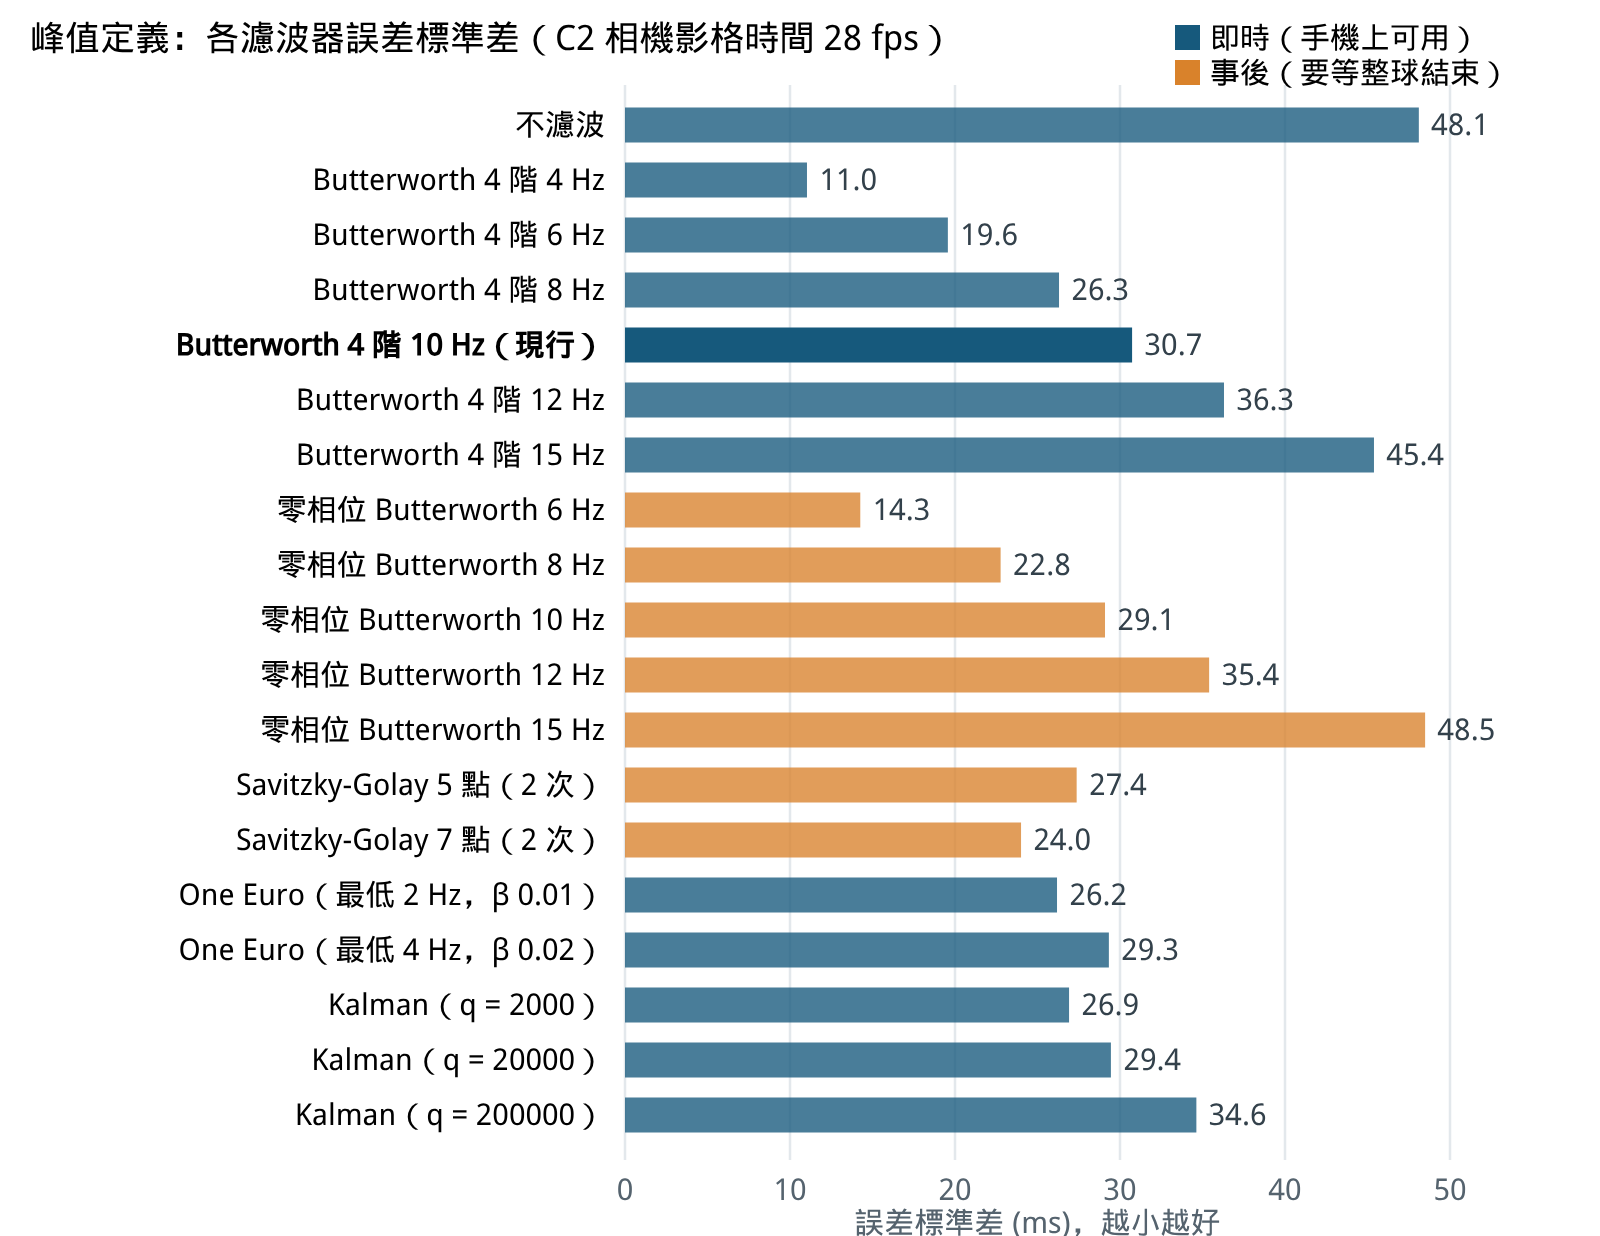 峰值定義：各濾波器誤差標準差（C2 相機影格時間 28 fps）
即時（手機上可用）
事後（要等整球結束）
不濾波 48.1
Butterworth 4 階 4 Hz 11.0
Butterworth 4 階 6 Hz 19.6
Butterworth 4 階 8 Hz 26.3
Butterworth 4 階 10 Hz（現行） 30.7
Butterworth 4 階 12 Hz 36.3
Butterworth 4 階 15 Hz 45.4
零相位 Butterworth 6 Hz 14.3
零相位 Butterworth 8 Hz 22.8
零相位 Butterworth 10 Hz 29.1
零相位 Butterworth 12 Hz 35.4
零相位 Butterworth 15 Hz 48.5
Savitzky-Golay 5 點（2 次） 27.4
Savitzky-Golay 7 點（2 次） 24.0
One Euro（最低 2 Hz，β 0.01） 26.2
One Euro（最低 4 Hz，β 0.02） 29.3
Kalman（q = 2000） 26.9
Kalman（q = 20000） 29.4
Kalman（q = 200000） 34.6
0 10 20 30 40 50
誤差標準差 (ms)，越小越好